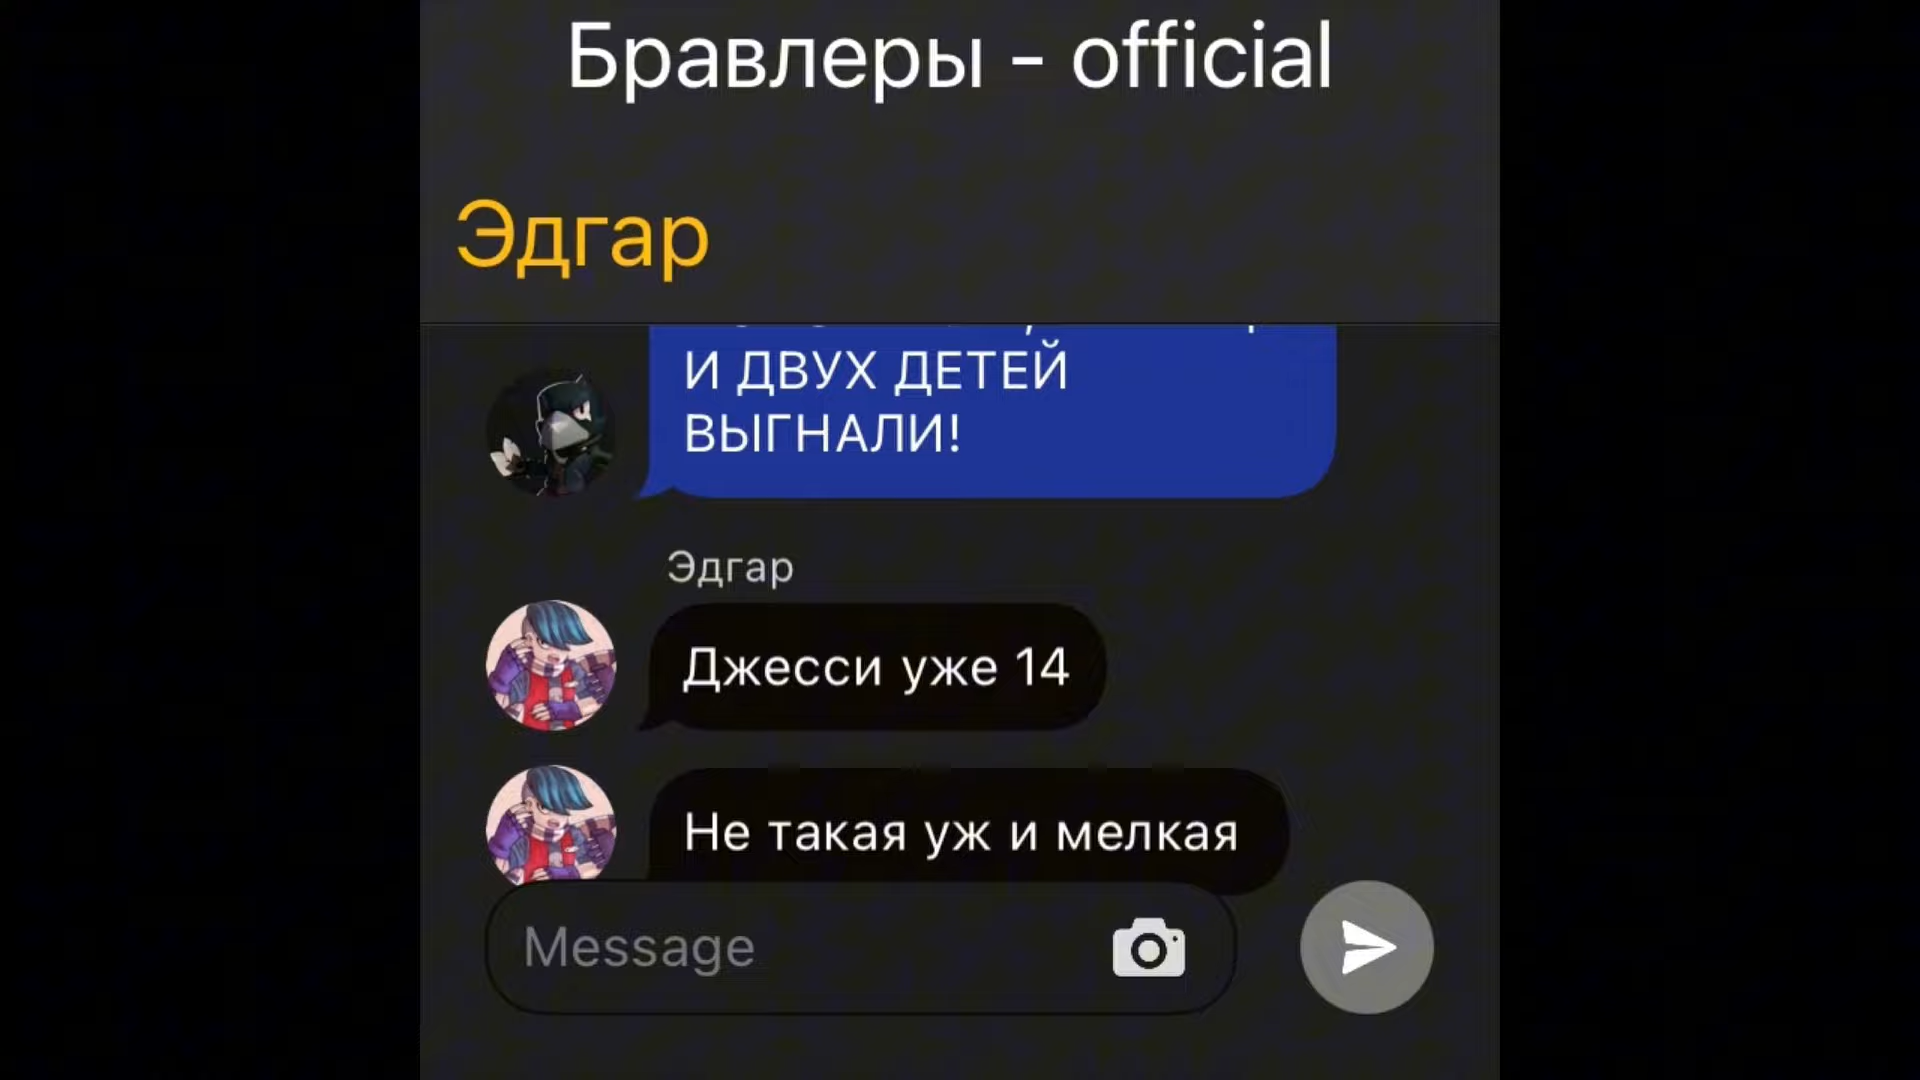 Бравлеры - official
Эдгар
И ДВУХ ДЕТЕЙ
ВЫГНАЛИ!
Эдгар
Джесси уже 14
Не такая уж и мелкая
Message